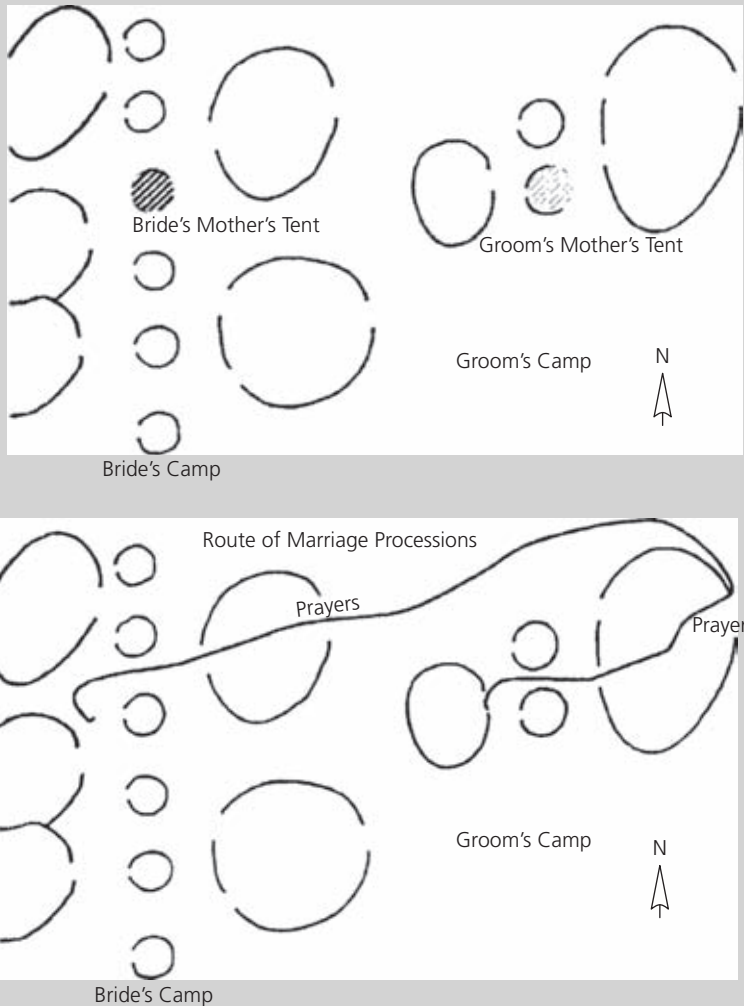 Bride's Mother's Tent
Groom's Mother's Tent
Groom's Camp
N
Bride's Camp
Route of Marriage Processions
Prayers
Prayer
Groom's Camp
N
Bride's Camp